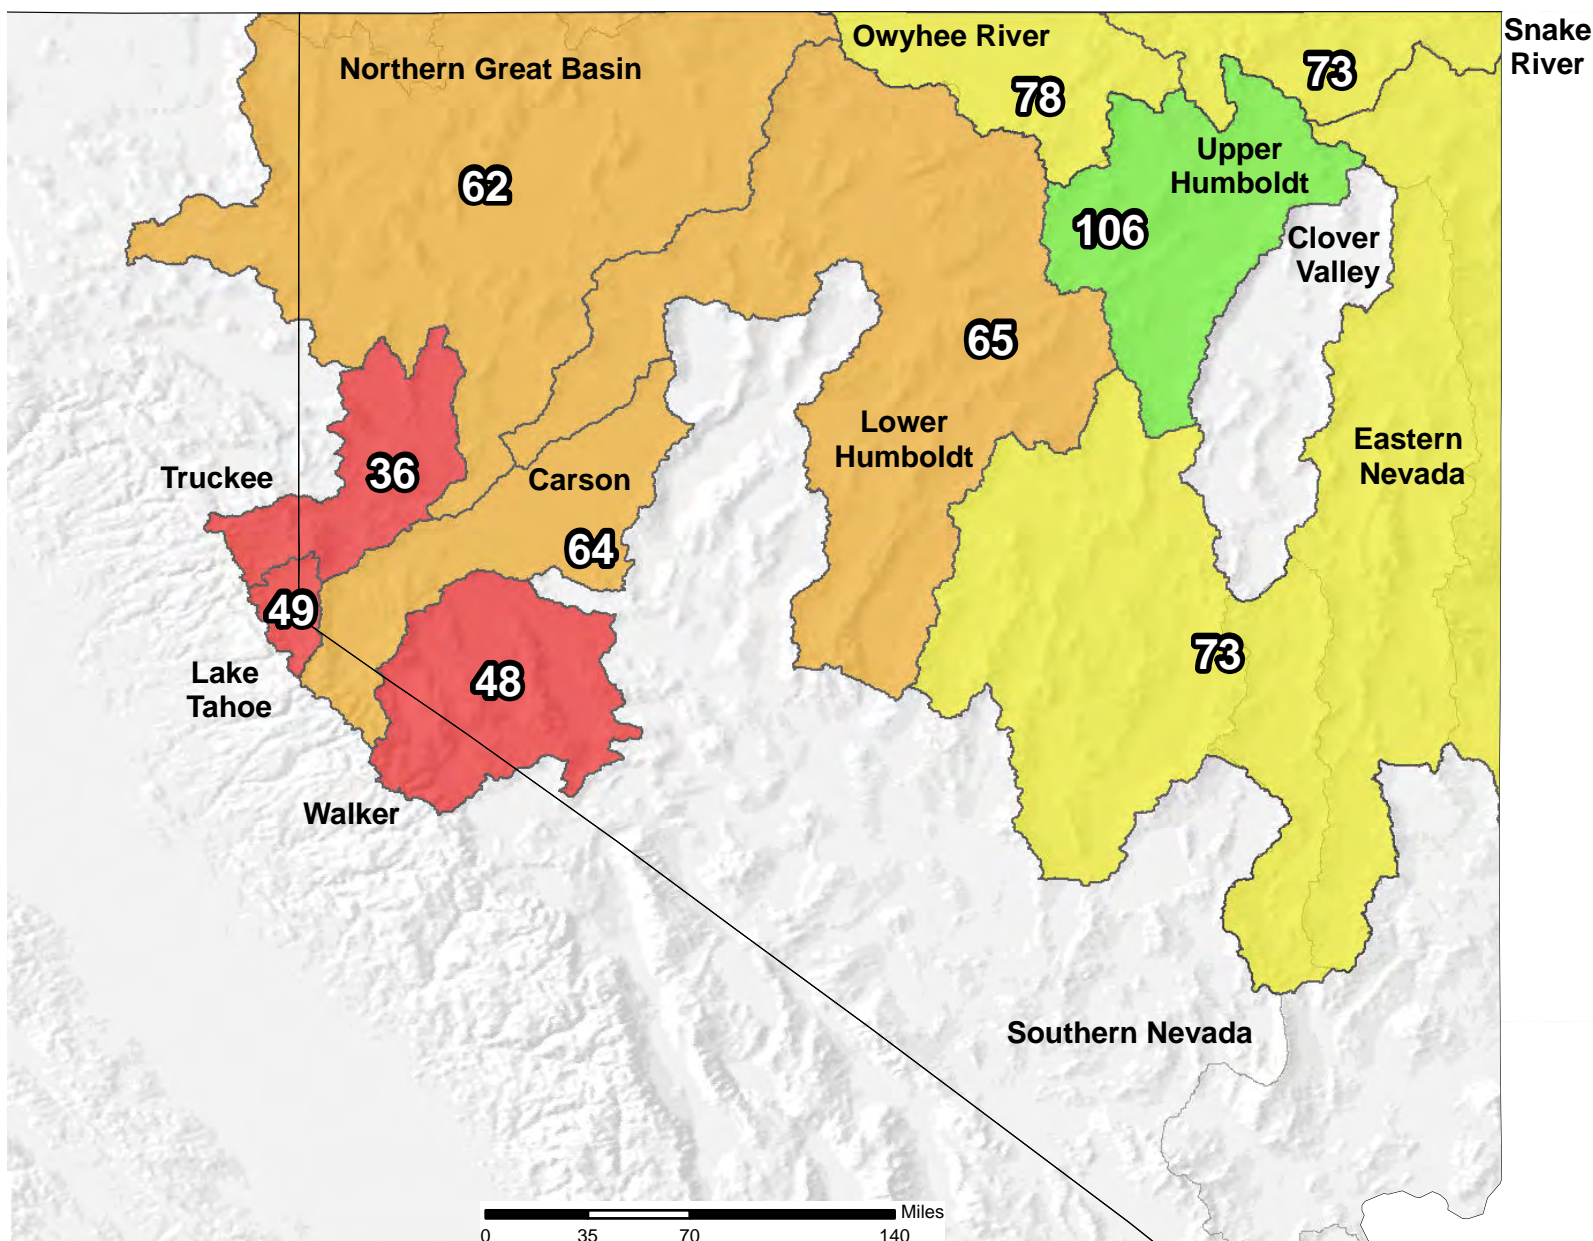 Snake
River
Owyhee River
Northern Great Basin
73
78
Upper
Humboldt
62
106
Clover
Valley
65
Lower
Humboldt
Eastern
Nevada
Truckee
36
Carson
64
49
73
Lake
Tahoe
48
Walker
Southern Nevada
Miles
0 35 70 140